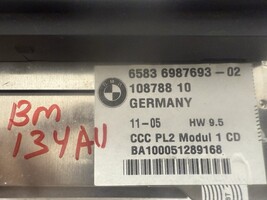 6583 6987693-02
108788 10
GERMANY
11-05 HW 9.5
CCC PL2 Modul 1 CD
BA100051289168
BM
134AU